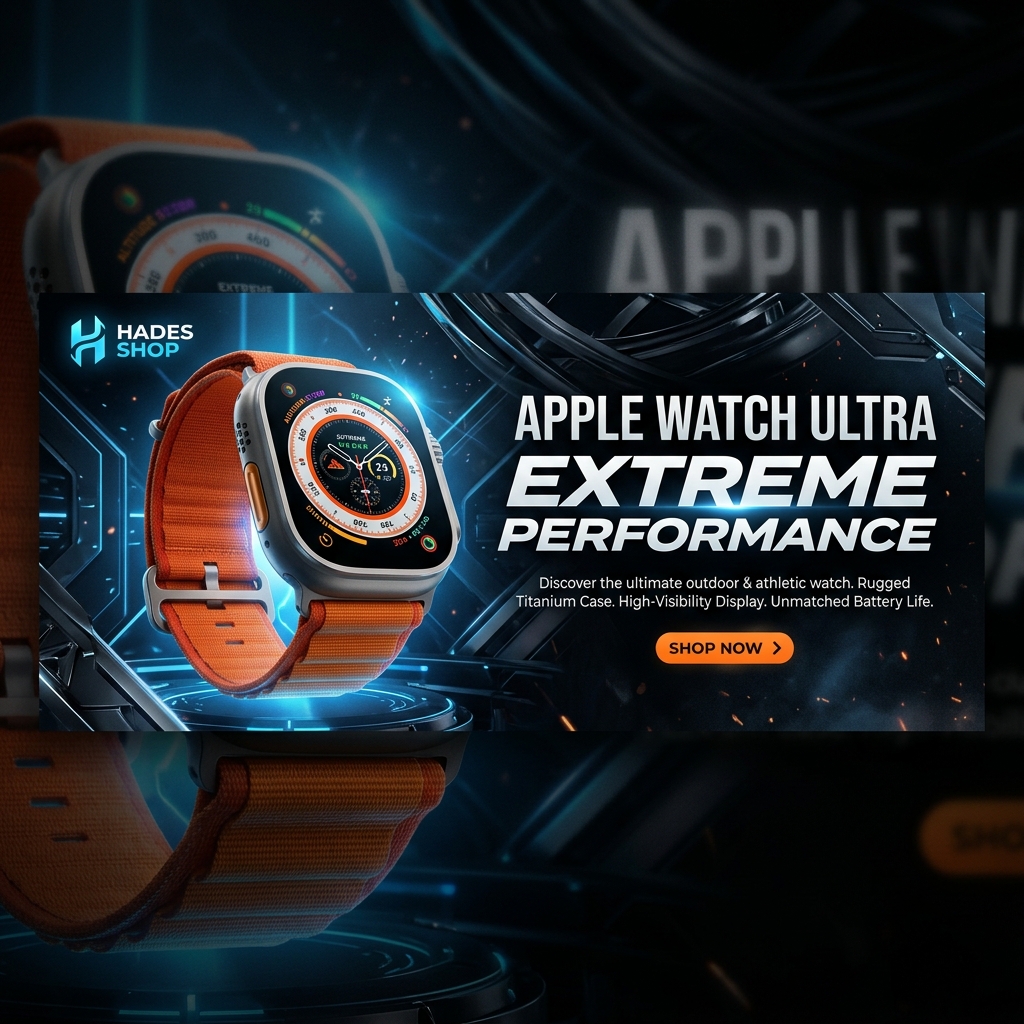 HADES
SHOP
APPLE WATCH ULTRA
EXTREME
PERFORMANCE
Discover the ultimate outdoor & athletic watch. Rugged
Titanium Case. High-Visibility Display. Unmatched Battery Life.
SHOP NOW